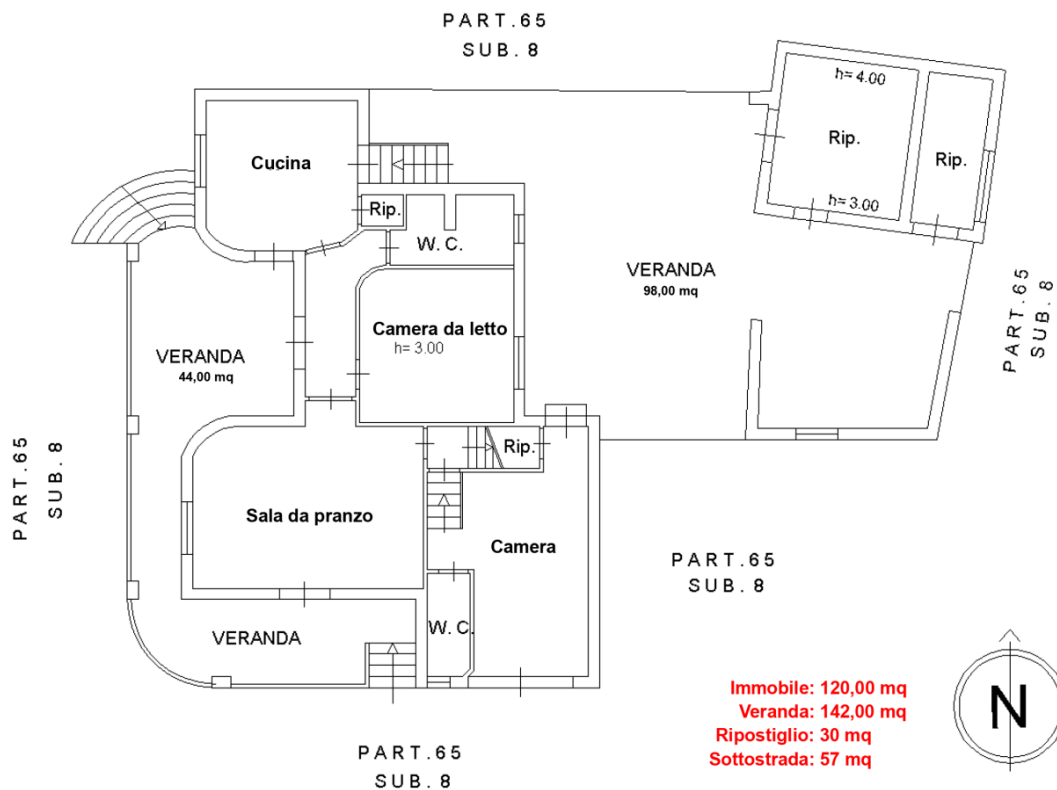 PART.65
SUB. 8
h= 4.00
Rip.
Rip.
h= 3.00
Cucina
Rip.
W. C.
VERANDA
98,00 mq
PART.65
SUB. 8
Camera da letto
h= 3.00
VERANDA
44,00 mq
PART.65
SUB. 8
Rip.
Sala da pranzo
Camera
PART.65
SUB. 8
W. C.
VERANDA
Immobile: 120,00 mq
Veranda: 142,00 mq
Ripostiglio: 30 mq
Sottostrada: 57 mq
N
PART.65
SUB. 8